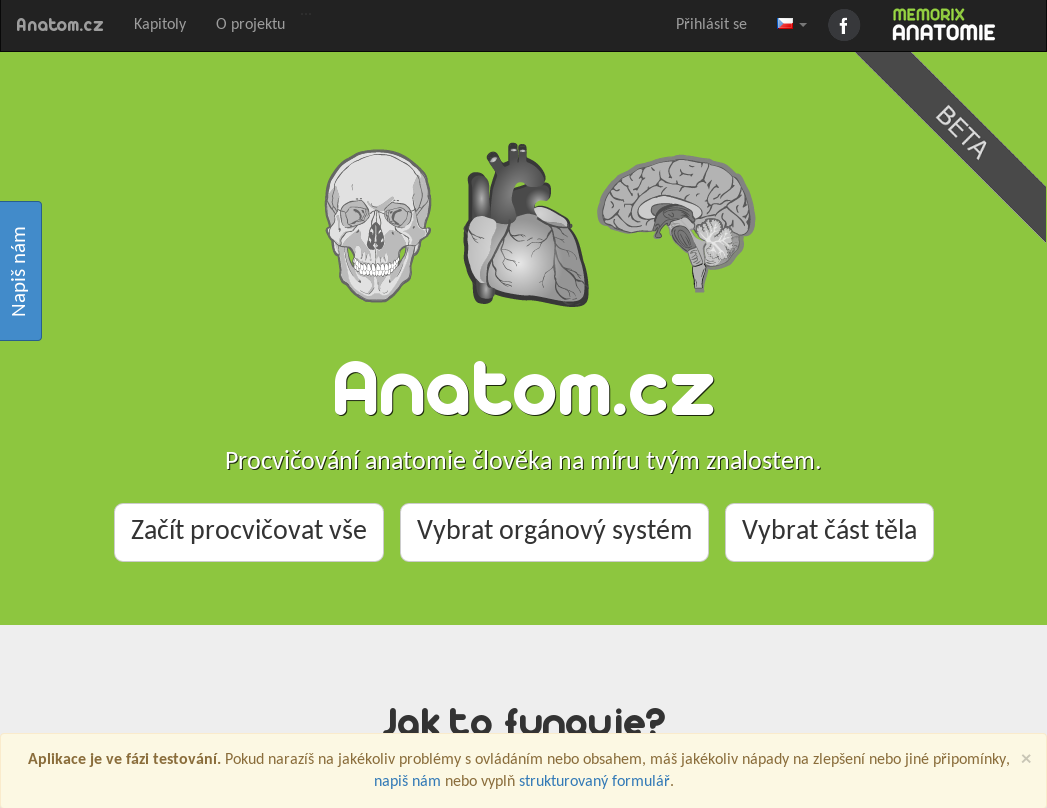 Anatom.cz Kapitoly O projektu ... Přihlásit se MEMORIX
ANATOMIE
BETA
Napiš nám
Anatom.cz
Procvičování anatomie člověka na míru tvým znalostem.
Začít procvičovat vše Vybrat orgánový systém Vybrat část těla
Jak to funguje?
Aplikace je ve fázi testování. Pokud narazíš na jakékoliv problémy s ovládáním nebo obsahem, máš jakékoliv nápady na zlepšení nebo jiné připomínky, ×
napiš nám nebo vyplň strukturovaný formulář.